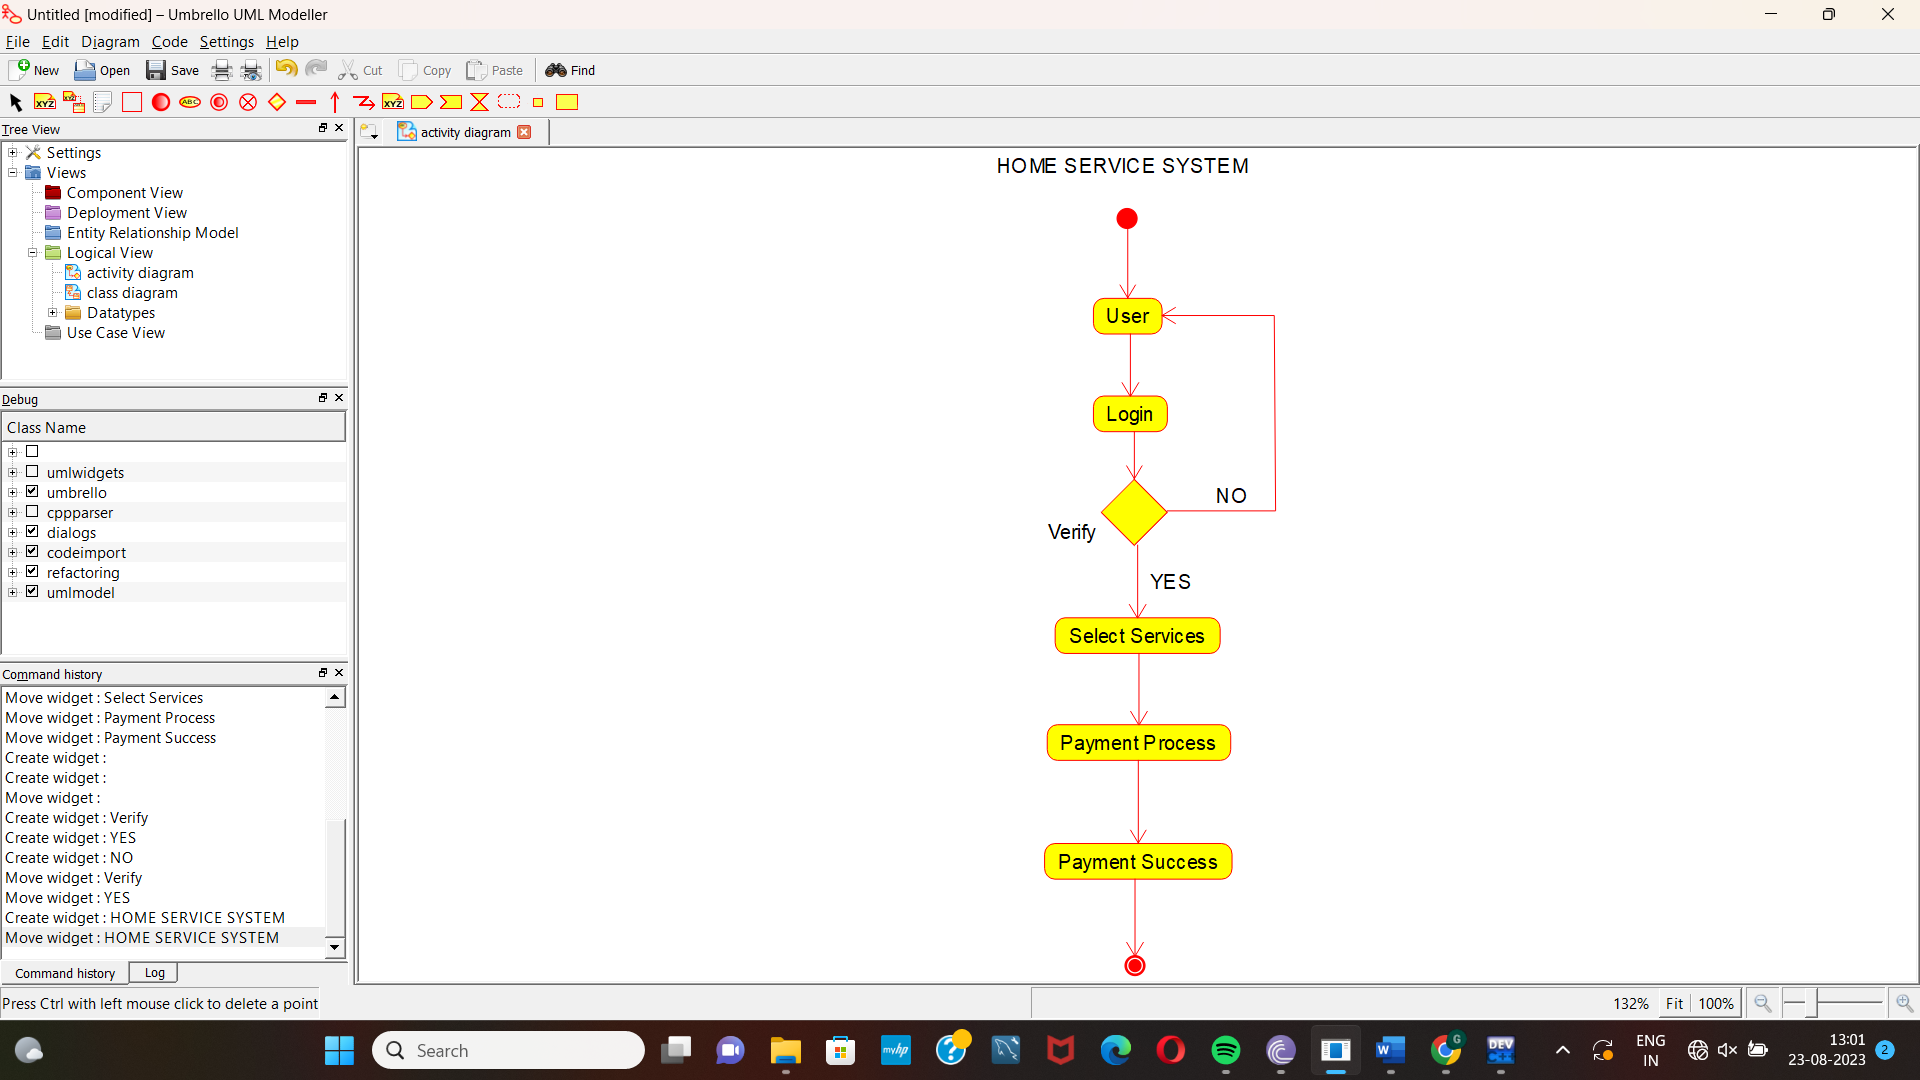 Untitled [modified] – Umbrello UML Modeller
File Edit Diagram Code Settings Help
New Open Save Cut Copy Paste Find
XYZ XYZ ABC XYZ
Tree View
activity diagram
Settings
Views
Component View
Deployment View
Entity Relationship Model
Logical View
activity diagram
class diagram
Datatypes
Use Case View
Debug
Class Name
umlwidgets
umbrello
cppparser
dialogs
codeimport
refactoring
umlmodel
Command history
Move widget : Select Services
Move widget : Payment Process
Move widget : Payment Success
Create widget :
Create widget :
Move widget :
Create widget : Verify
Create widget : YES
Create widget : NO
Move widget : Verify
Move widget : YES
Create widget : HOME SERVICE SYSTEM
Move widget : HOME SERVICE SYSTEM
Command history Log
HOME SERVICE SYSTEM
User
Login
NO
Verify
YES
Select Services
Payment Process
Payment Success
Press Ctrl with left mouse click to delete a point
132% Fit 100%
Search
myhp
W
G
DEV
C++
ENG
IN
13:01
23-08-2023
2